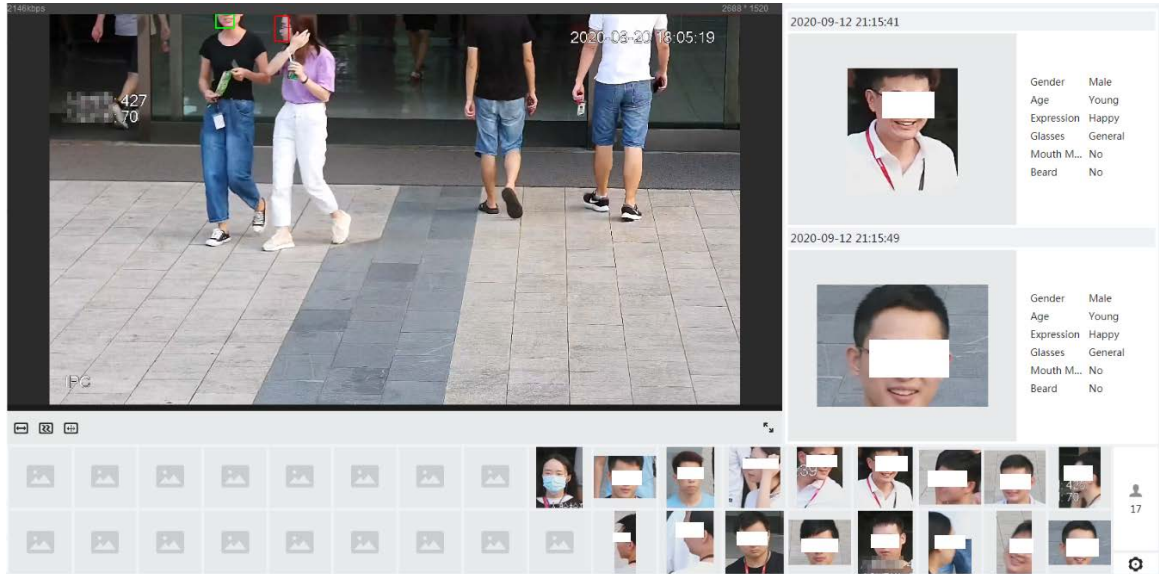 2146Kbps
2688 * 1520
2020-03-20 18:05:19
427
70
IPC
2020-09-12 21:15:41
Gender Male
Age Young
Expression Happy
Glasses General
Mouth M... No
Beard No
2020-09-12 21:15:49
Gender Male
Age Young
Expression Happy
Glasses General
Mouth M... No
Beard No
17